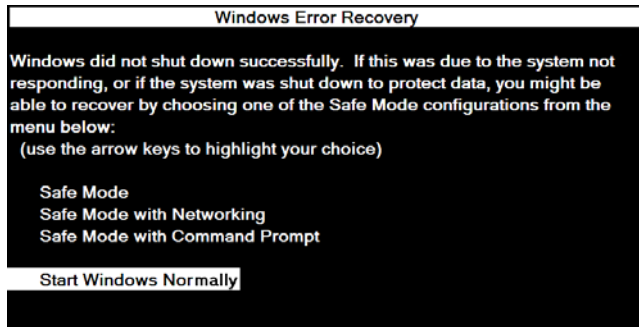 Windows Error Recovery
Windows did not shut down successfully. If this was due to the system not
responding, or if the system was shut down to protect data, you might be
able to recover by choosing one of the Safe Mode configurations from the
menu below:
(use the arrow keys to highlight your choice)
Safe Mode
Safe Mode with Networking
Safe Mode with Command Prompt
Start Windows Normally